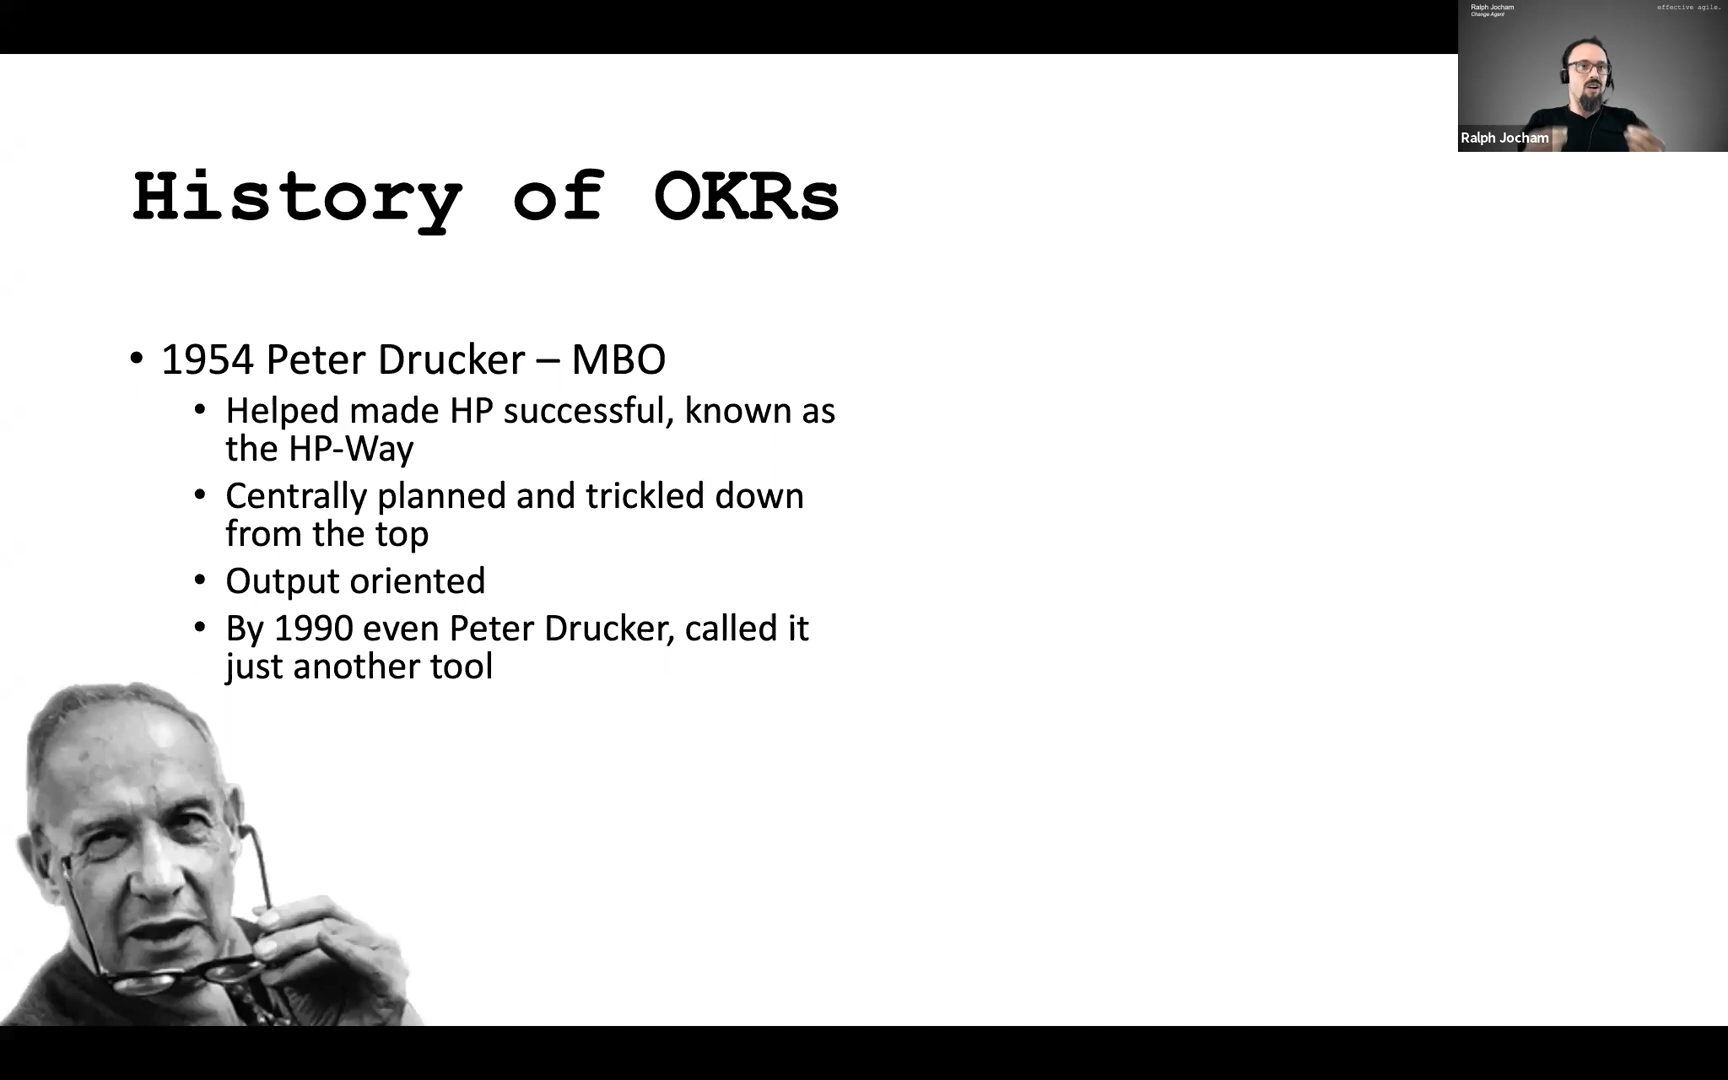 Ralph Jocham
Change Agent
effective agile.
Ralph Jocham
History of OKRs
• 1954 Peter Drucker – MBO
• Helped made HP successful, known as
the HP-Way
• Centrally planned and trickled down
from the top
• Output oriented
• By 1990 even Peter Drucker, called it
just another tool